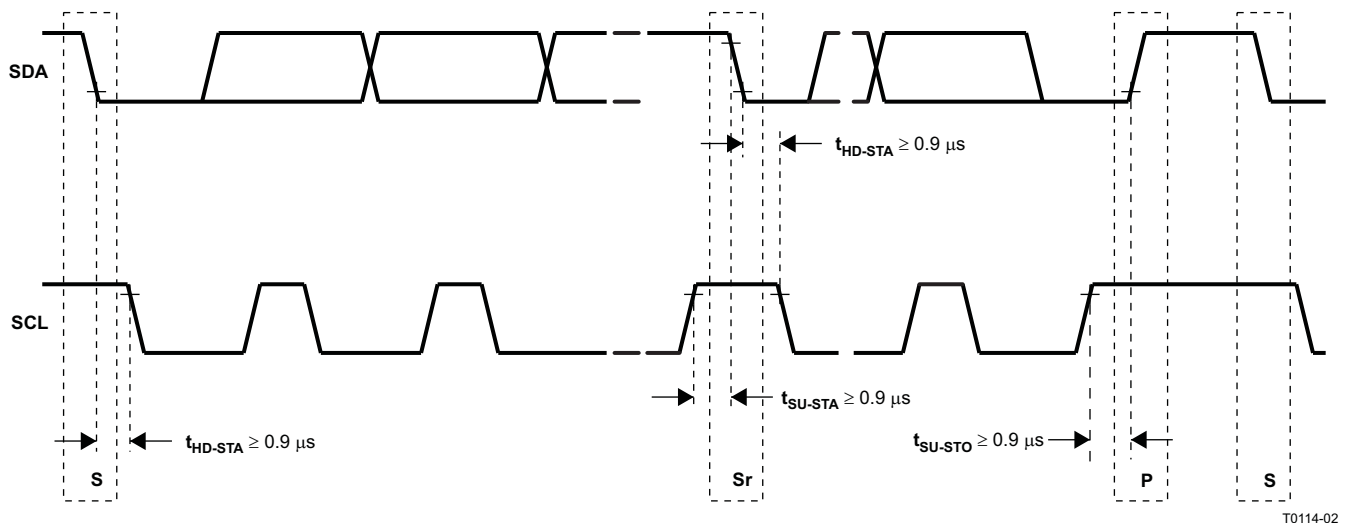 S Sr P S
SDA
t_HD-STA ≥ 0.9 μs
SCL
t_SU-STA ≥ 0.9 μs
t_HD-STA ≥ 0.9 μs
t_SU-STO ≥ 0.9 μs
S Sr P S
T0114-02